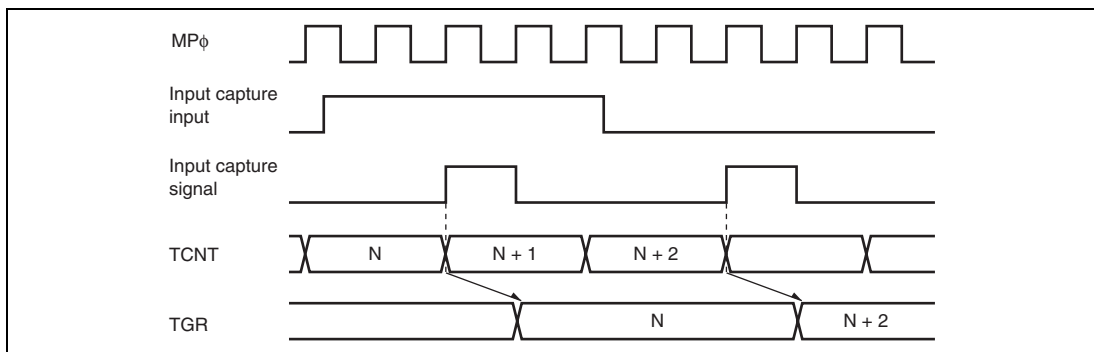 MPφ
Input capture
input
Input capture
signal
TCNT
N
N + 1
N + 2
TGR
N
N + 2